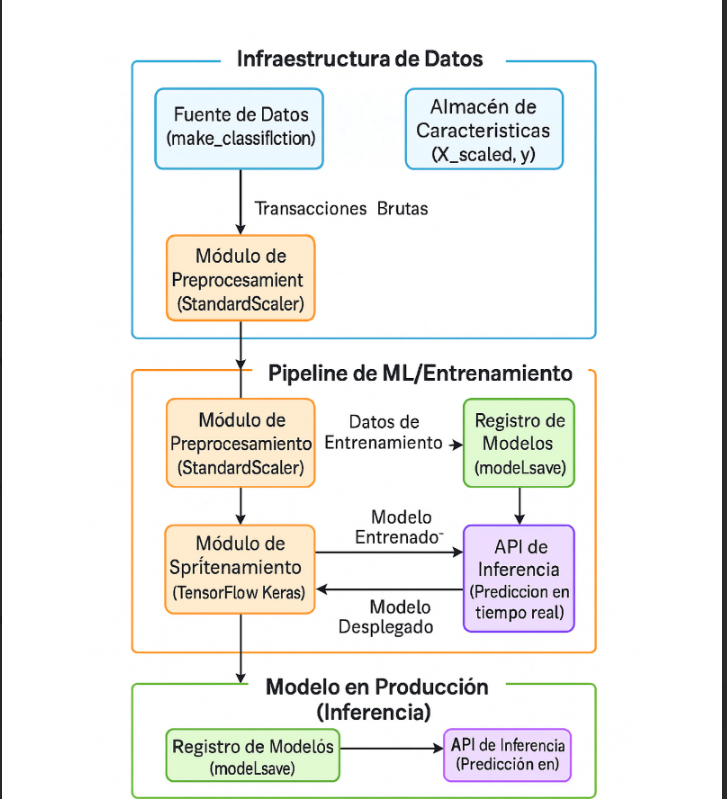 Infraestructura de Datos
Fuente de Datos
(make_classifiction)
Almacén de
Caracteristicas
(X_scaled, y)
Transacciones Brutas
Módulo de
Preprocesamient
(StandardScaler)
Pipeline de ML/Entrenamiento
Módulo de
Preprocesamiento
(StandardScaler)
Datos de
Entrenamiento
Registro de
Modelos
(modeLsave)
Módulo de
Sprítenamiento
(TensorFlow Keras)
Modelo
Entrenado
API de
Inferencia
(Prediccion en
tiempo real)
Modelo
Desplegado
Modelo en Producción
(Inferencia)
Registro de Modelós
(modeLsave)
API de Inferencia
(Predicción en)